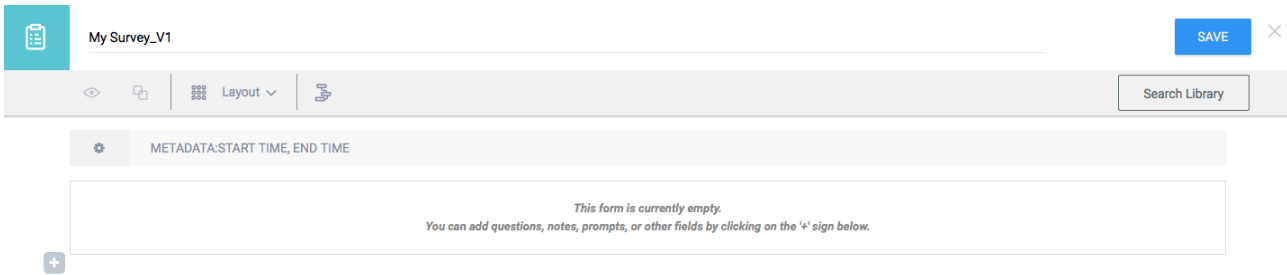 My Survey_V1
SAVE
Layout
Search Library
METADATA:START TIME, END TIME
This form is currently empty.
You can add questions, notes, prompts, or other fields by clicking on the '+' sign below.